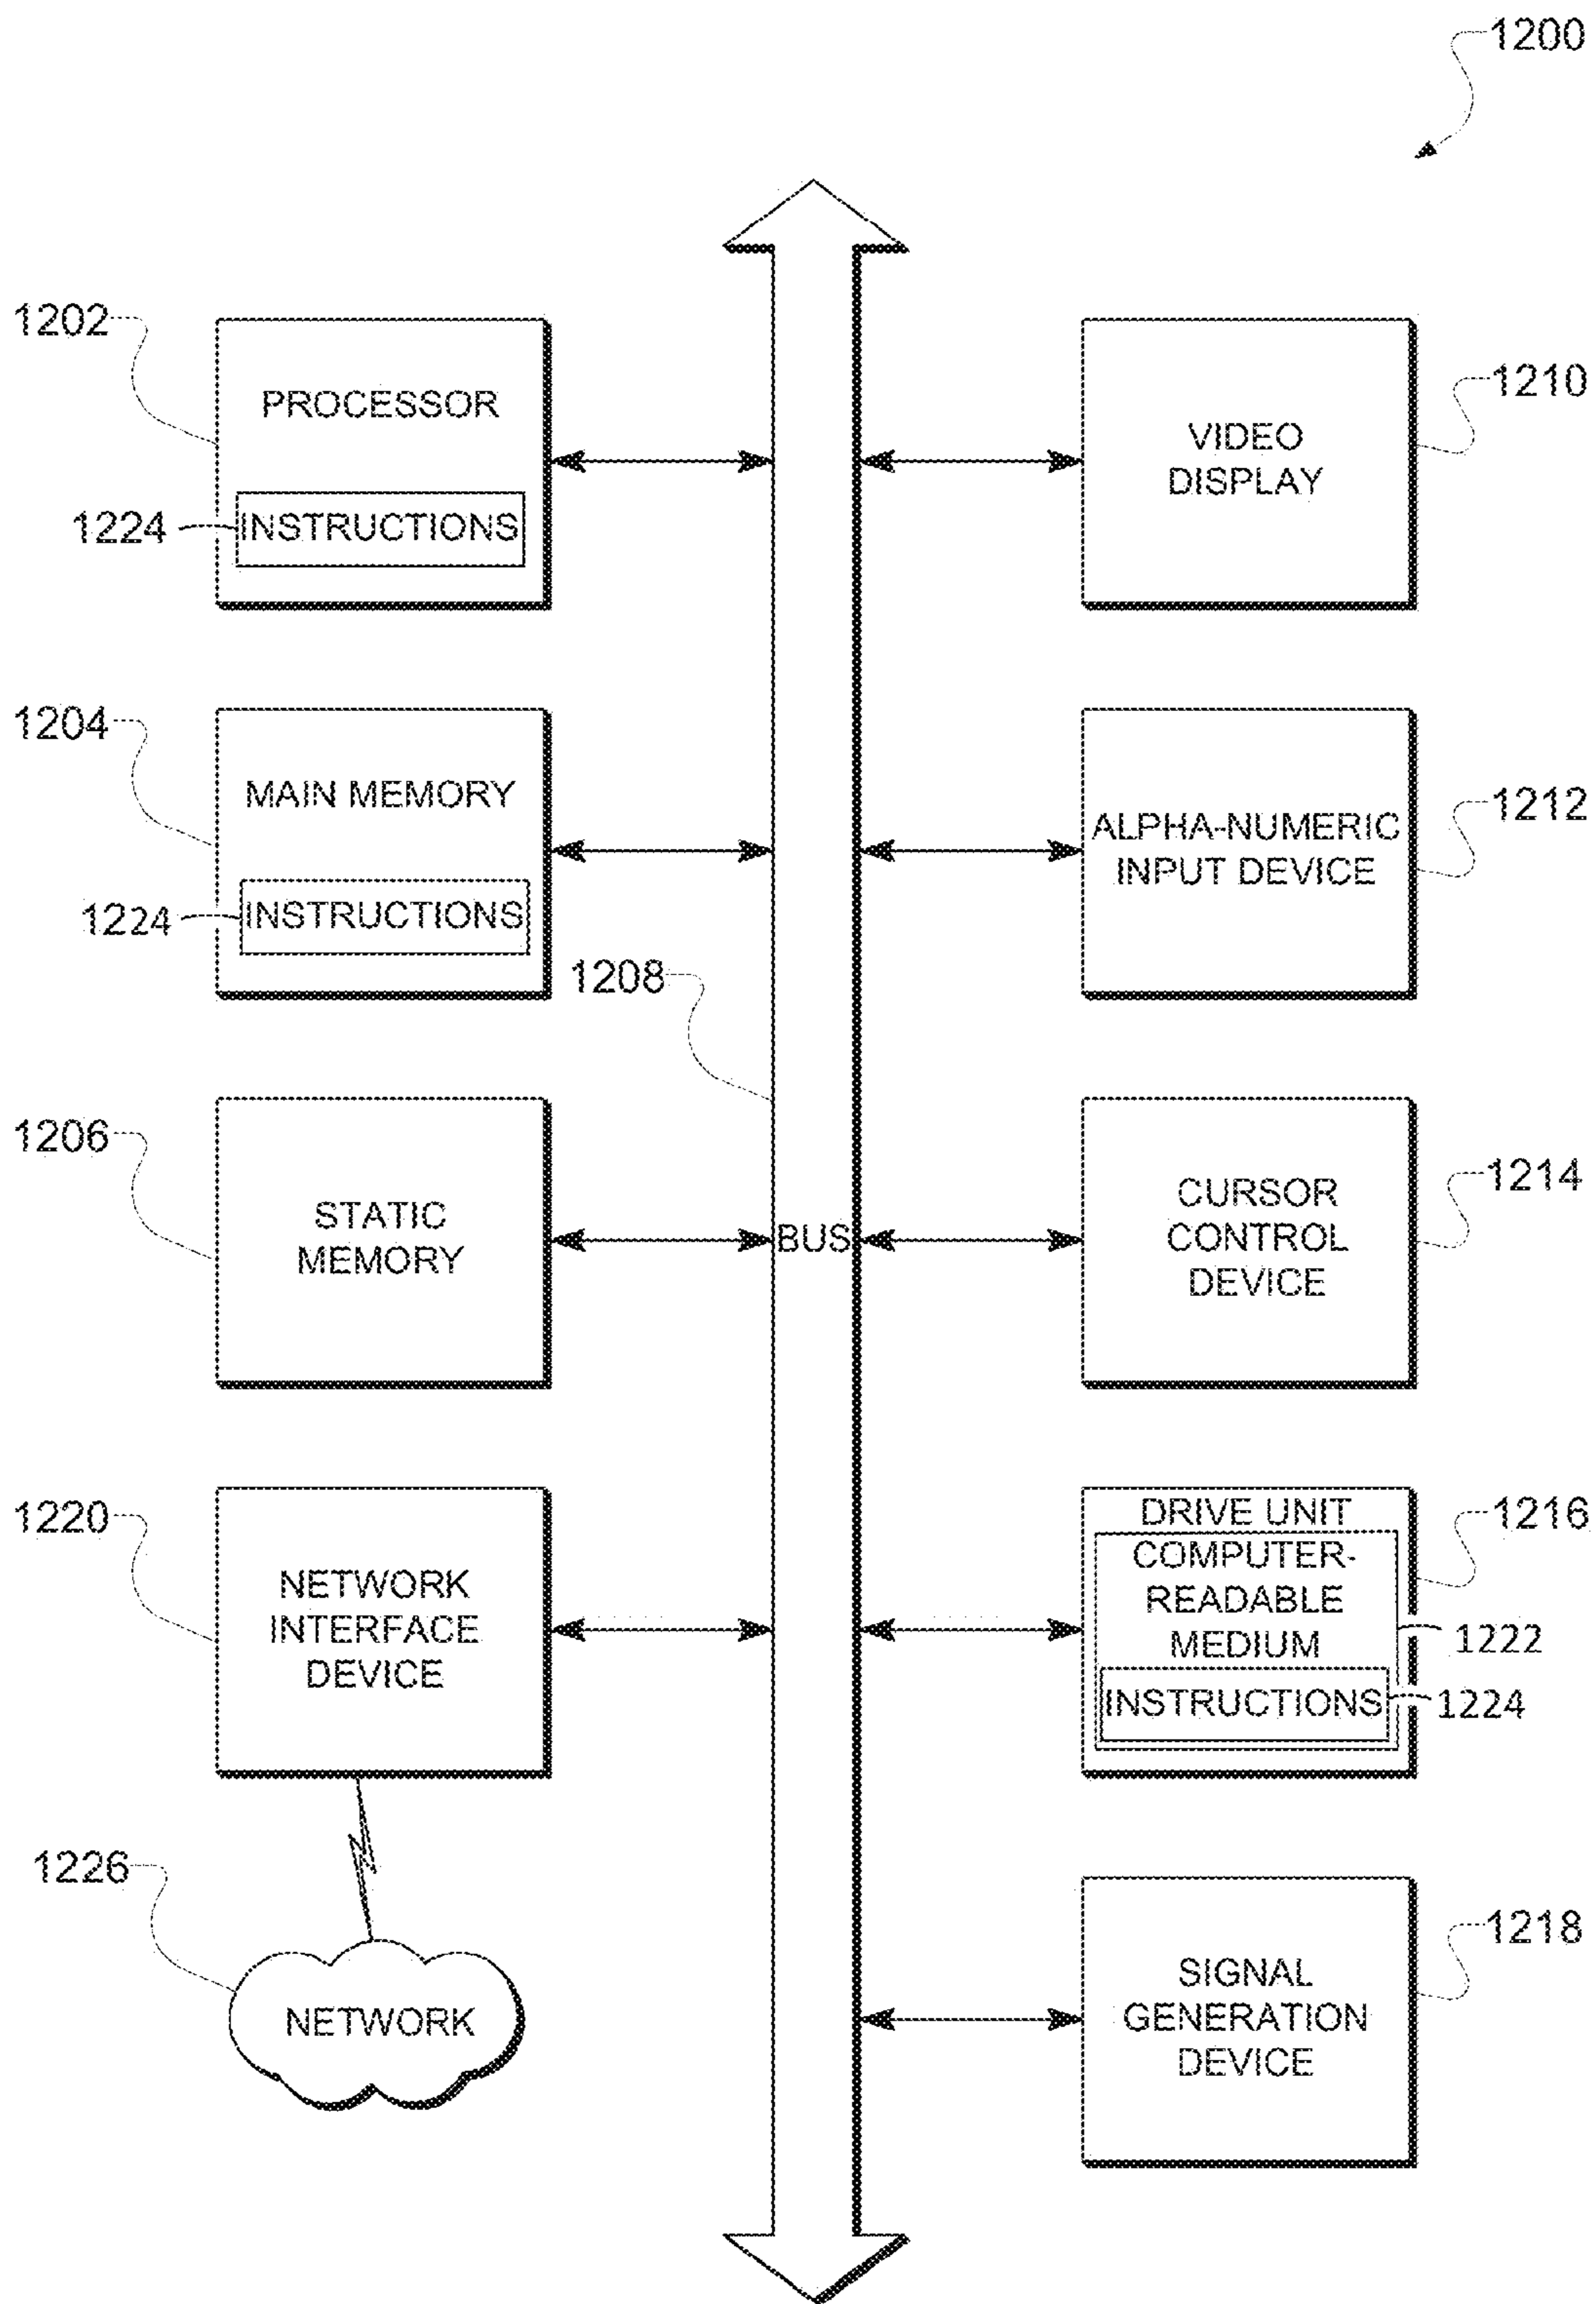 1200
1202
PROCESSOR
1224
INSTRUCTIONS
1210
VIDEO
DISPLAY
1204
MAIN MEMORY
1224
INSTRUCTIONS
1212
ALPHA-NUMERIC
INPUT DEVICE
1208
1206
STATIC
MEMORY
BUS
1214
CURSOR
CONTROL
DEVICE
1220
NETWORK
INTERFACE
DEVICE
1216
DRIVE UNIT
COMPUTER-
READABLE
MEDIUM
1222
INSTRUCTIONS
1224
1226
NETWORK
1218
SIGNAL
GENERATION
DEVICE